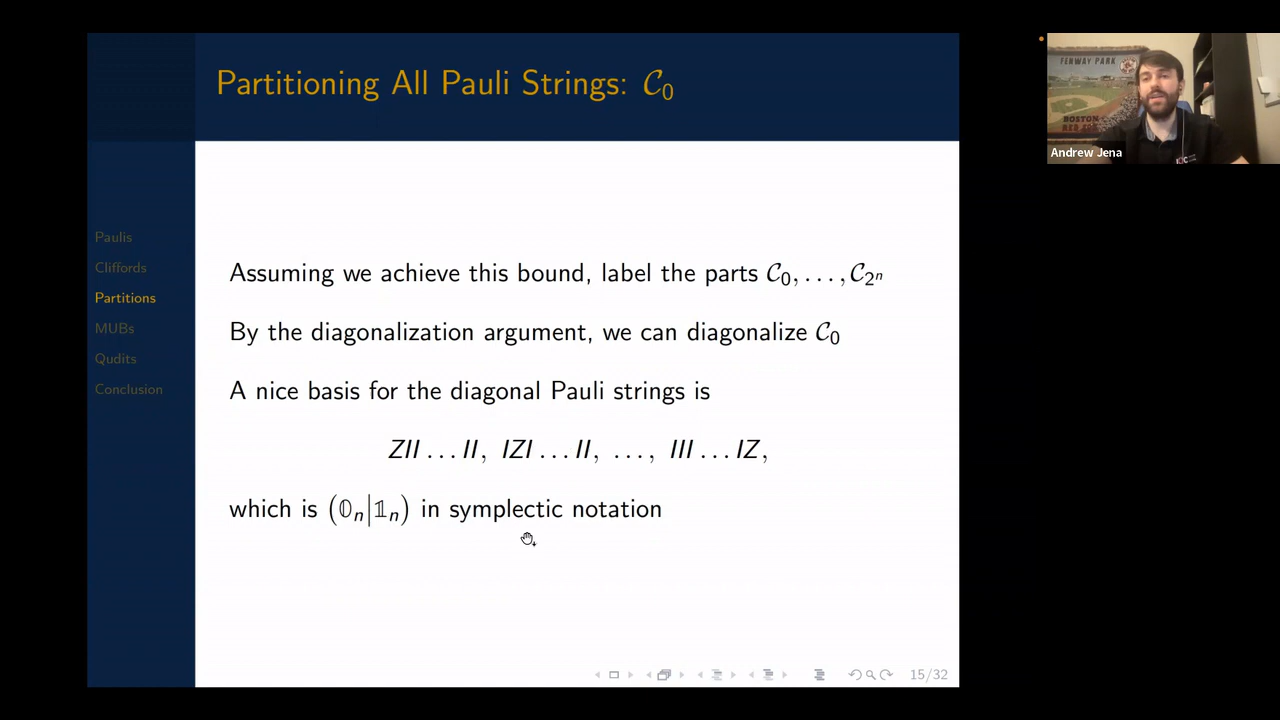 Partitioning All Pauli Strings: 𝒞₀
FENWAY PARK
BOSTON
RED SOX
Andrew Jena
Paulis
Cliffords
Partitions
MUBs
Qudits
Conclusion
Assuming we achieve this bound, label the parts 𝒞₀, . . . , 𝒞₂ⁿ
By the diagonalization argument, we can diagonalize 𝒞₀
A nice basis for the diagonal Pauli strings is
ZII . . . II, IZI . . . II, . . . , III . . . IZ,
which is (𝟘ₙ|𝟙ₙ) in symplectic notation
15/32